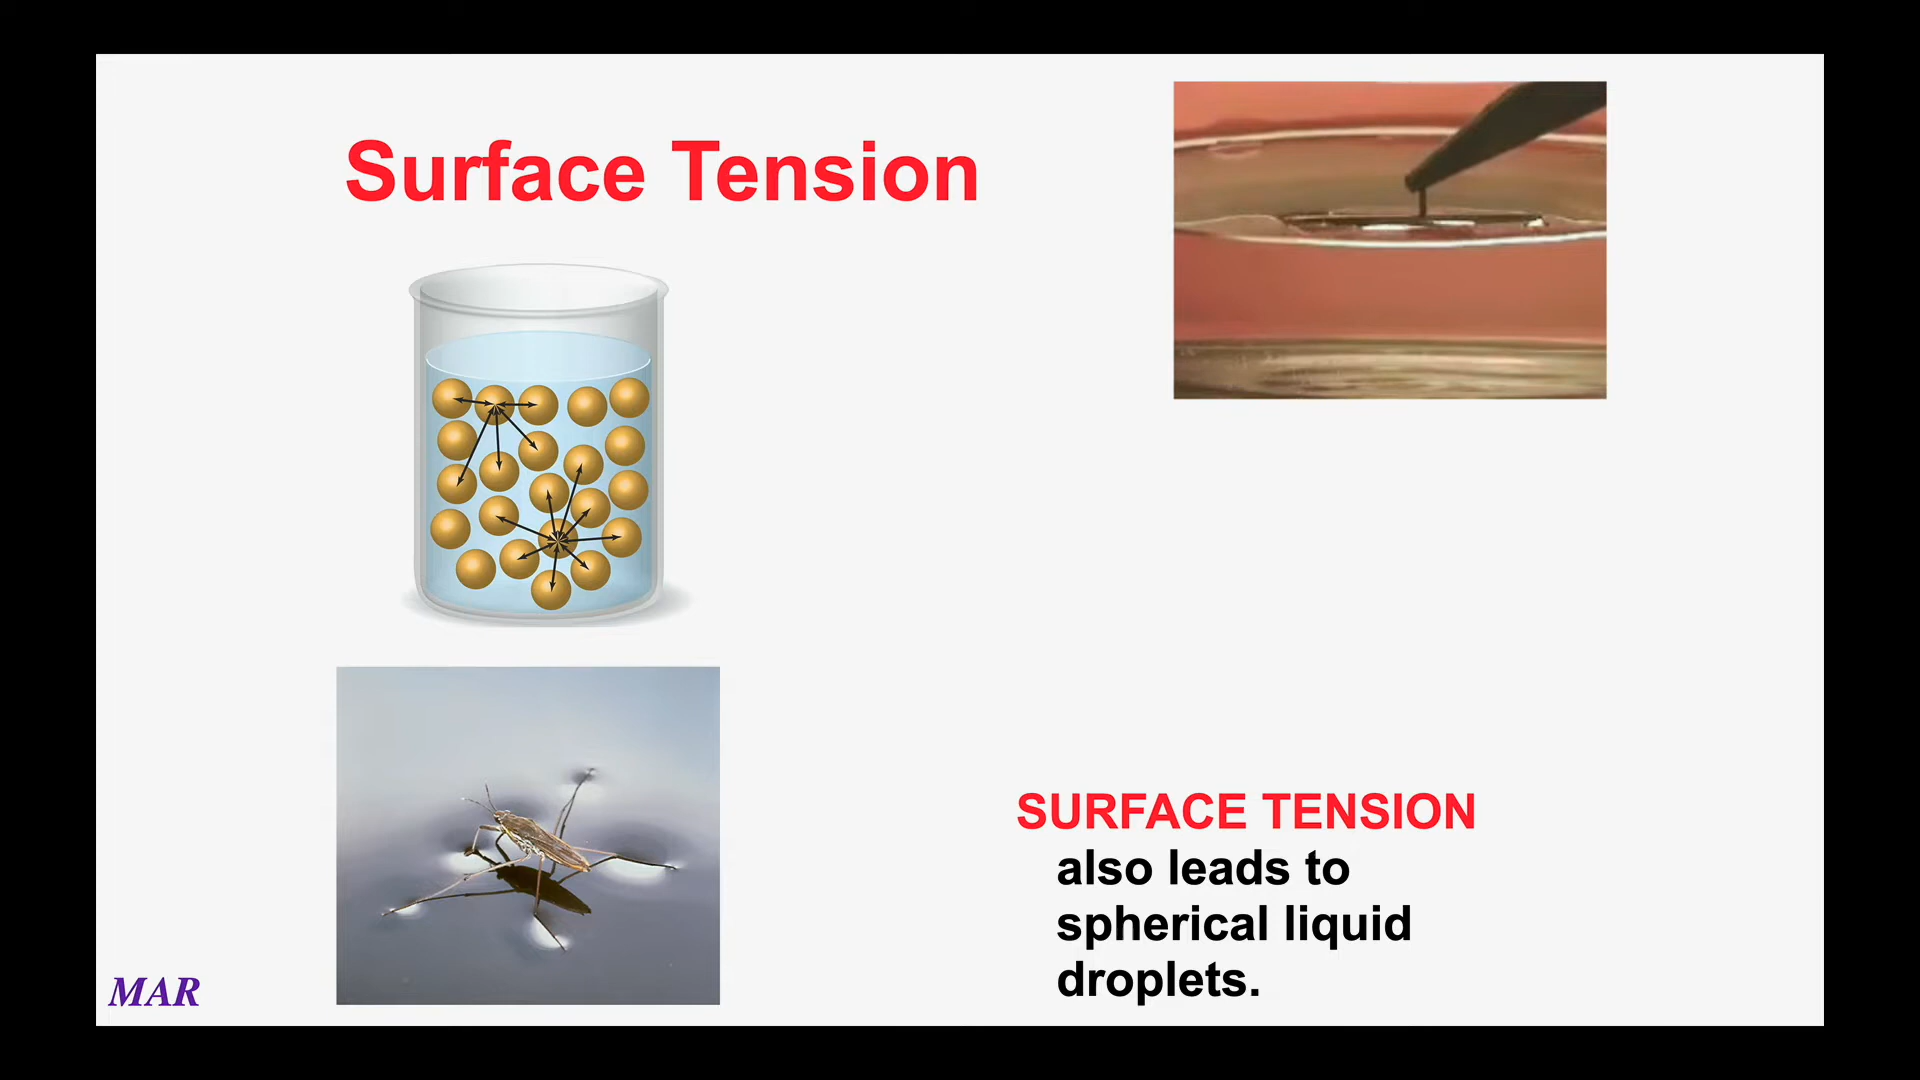 Surface Tension
SURFACE TENSION
also leads to
spherical liquid
droplets.
MAR